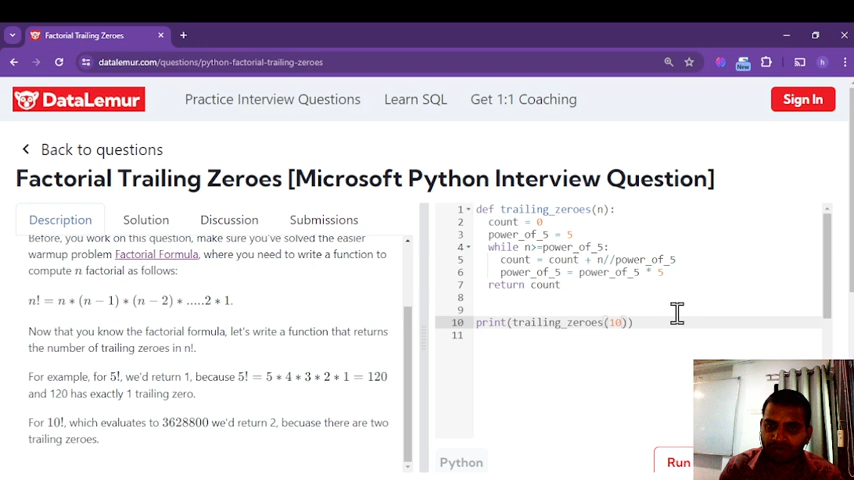 Factorial Trailing Zeroes
datalemur.com/questions/python-factorial-trailing-zeroes
New
h
DataLemur
Practice Interview Questions
Learn SQL
Get 1:1 Coaching
Sign In
Back to questions
Factorial Trailing Zeroes [Microsoft Python Interview Question]
Description
Solution
Discussion
Submissions
Before, you work on this question, make sure you've solved the easier
warmup problem Factorial Formula, where you need to write a function to
compute n factorial as follows:
n! = n * (n − 1) * (n − 2) * .....2 * 1.
Now that you know the factorial formula, let's write a function that returns
the number of trailing zeroes in n!.
For example, for 5!, we'd return 1, because 5! = 5 * 4 * 3 * 2 * 1 = 120
and 120 has exactly 1 trailing zero.
For 10!, which evaluates to 3628800 we'd return 2, becuase there are two
trailing zeroes.
1 def trailing_zeroes(n):
2 count = 0
3 power_of_5 = 5
4 while n>=power_of_5:
5 count = count + n//power_of_5
6 power_of_5 = power_of_5 * 5
7 return count
8
9
10 print(trailing_zeroes(10))
11
Python
Run